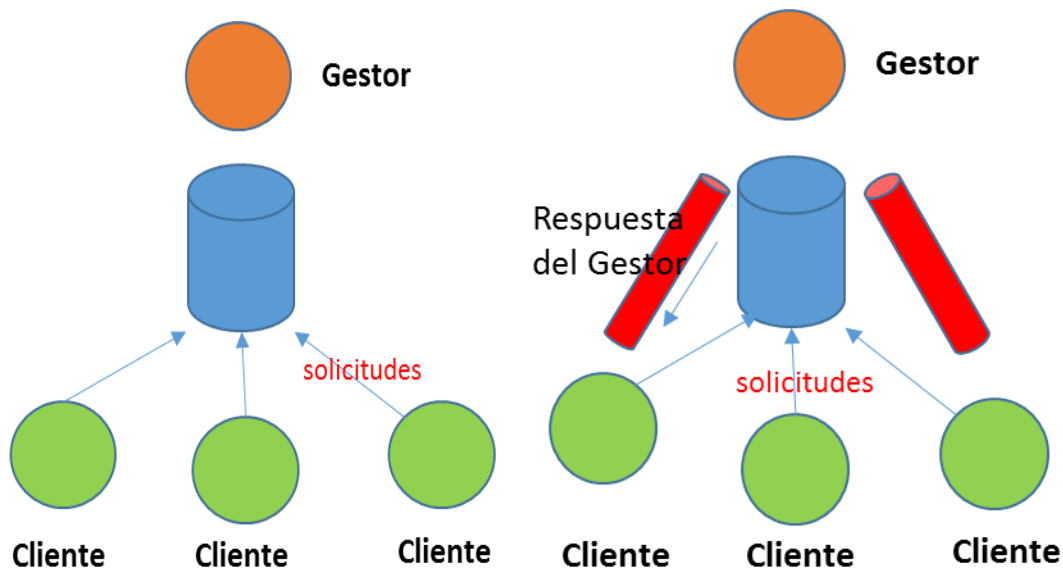 Gestor
solicitudes
Cliente
Cliente
Cliente
Gestor
Respuesta
del Gestor
solicitudes
Cliente
Cliente
Cliente